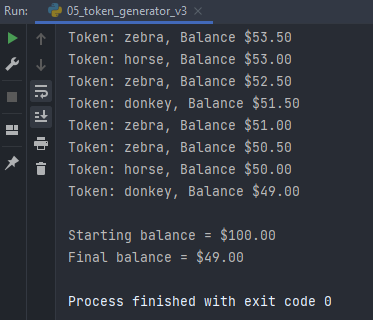 Run: 05_token_generator_v3
Token: zebra, Balance $53.50
Token: horse, Balance $53.00
Token: zebra, Balance $52.50
Token: donkey, Balance $51.50
Token: zebra, Balance $51.00
Token: zebra, Balance $50.50
Token: horse, Balance $50.00
Token: donkey, Balance $49.00
Starting balance = $100.00
Final balance = $49.00
Process finished with exit code 0